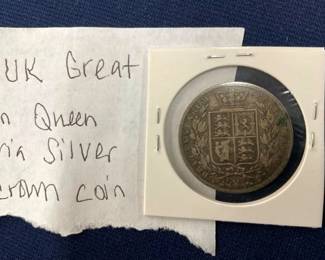 UK Great
n Queen
ria Silver
crown coin